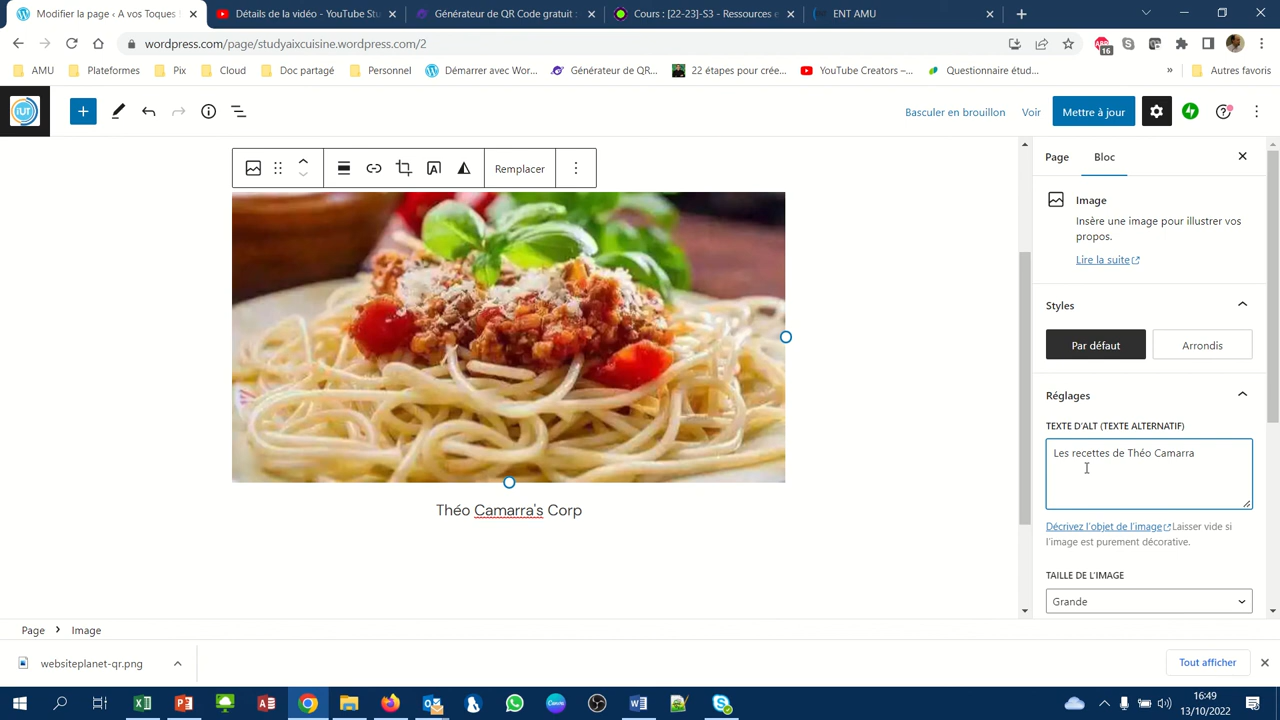 Modifier la page « A vos Toques !
Détails de la vidéo - YouTube Stu
Générateur de QR Code gratuit :
Cours : [22-23]-S3 - Ressources e
ENT AMU
wordpress.com/page/studyaixcuisine.wordpress.com/2
16
AMU
Plateformes
Pix
Cloud
Doc partagé
Personnel
Démarrer avec Wor...
Générateur de QR...
22 étapes pour crée...
YouTube Creators –...
Questionnaire étud...
»
Autres favoris
iUT
Basculer en brouillon
Voir
Mettre à jour
Remplacer
Page
Bloc
Image
Insère une image pour illustrer vos
propos.
Lire la suite
Styles
Par défaut
Arrondis
Réglages
TEXTE D'ALT (TEXTE ALTERNATIF)
Les recettes de Théo Camarra
Décrivez l'objet de l'image Laisser vide si
l'image est purement décorative.
TAILLE DE L'IMAGE
Grande
Théo Camarra's Corp
Page > Image
websiteplanet-qr.png
Tout afficher
16:49
13/10/2022